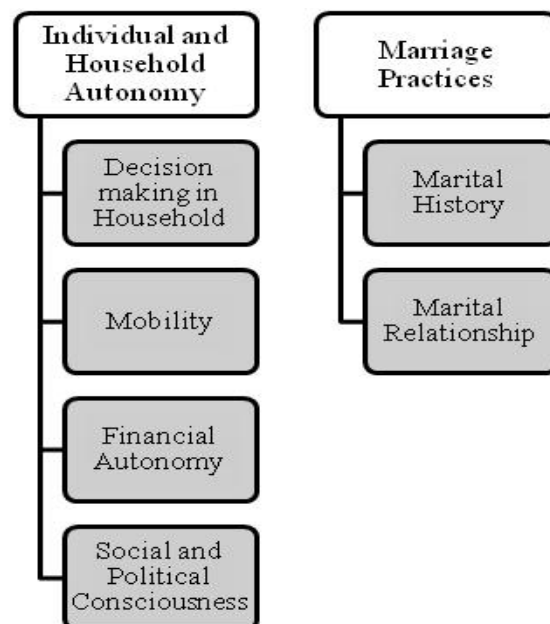 Individual and
Household
Autonomy
Decision
making in
Household
Mobility
Financial
Autonomy
Social and
Political
Consciousness
Marriage
Practices
Marital
History
Marital
Relationship